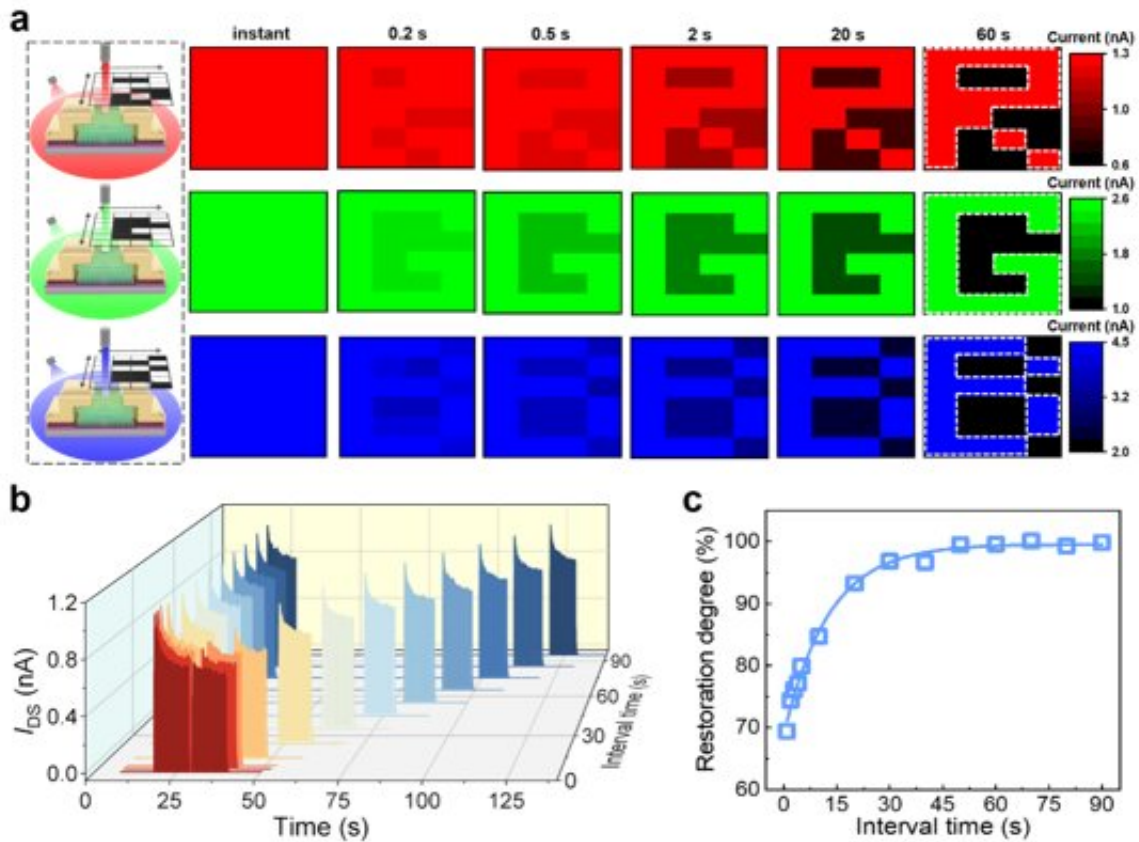 a
instant 0.2 s 0.5 s 2 s 20 s 60 s
Current (nA)
1.3
1.0
0.6
Current (nA)
2.6
1.8
1.0
Current (nA)
4.5
3.2
2.0
b
1.2
0.8
0.4
0.0
I_DS (nA)
0 25 50 75 100 125
Time (s)
90
60
30
0
Interval time (s)
c
100
90
80
70
60
Restoration degree (%)
0 15 30 45 60 75 90
Interval time (s)